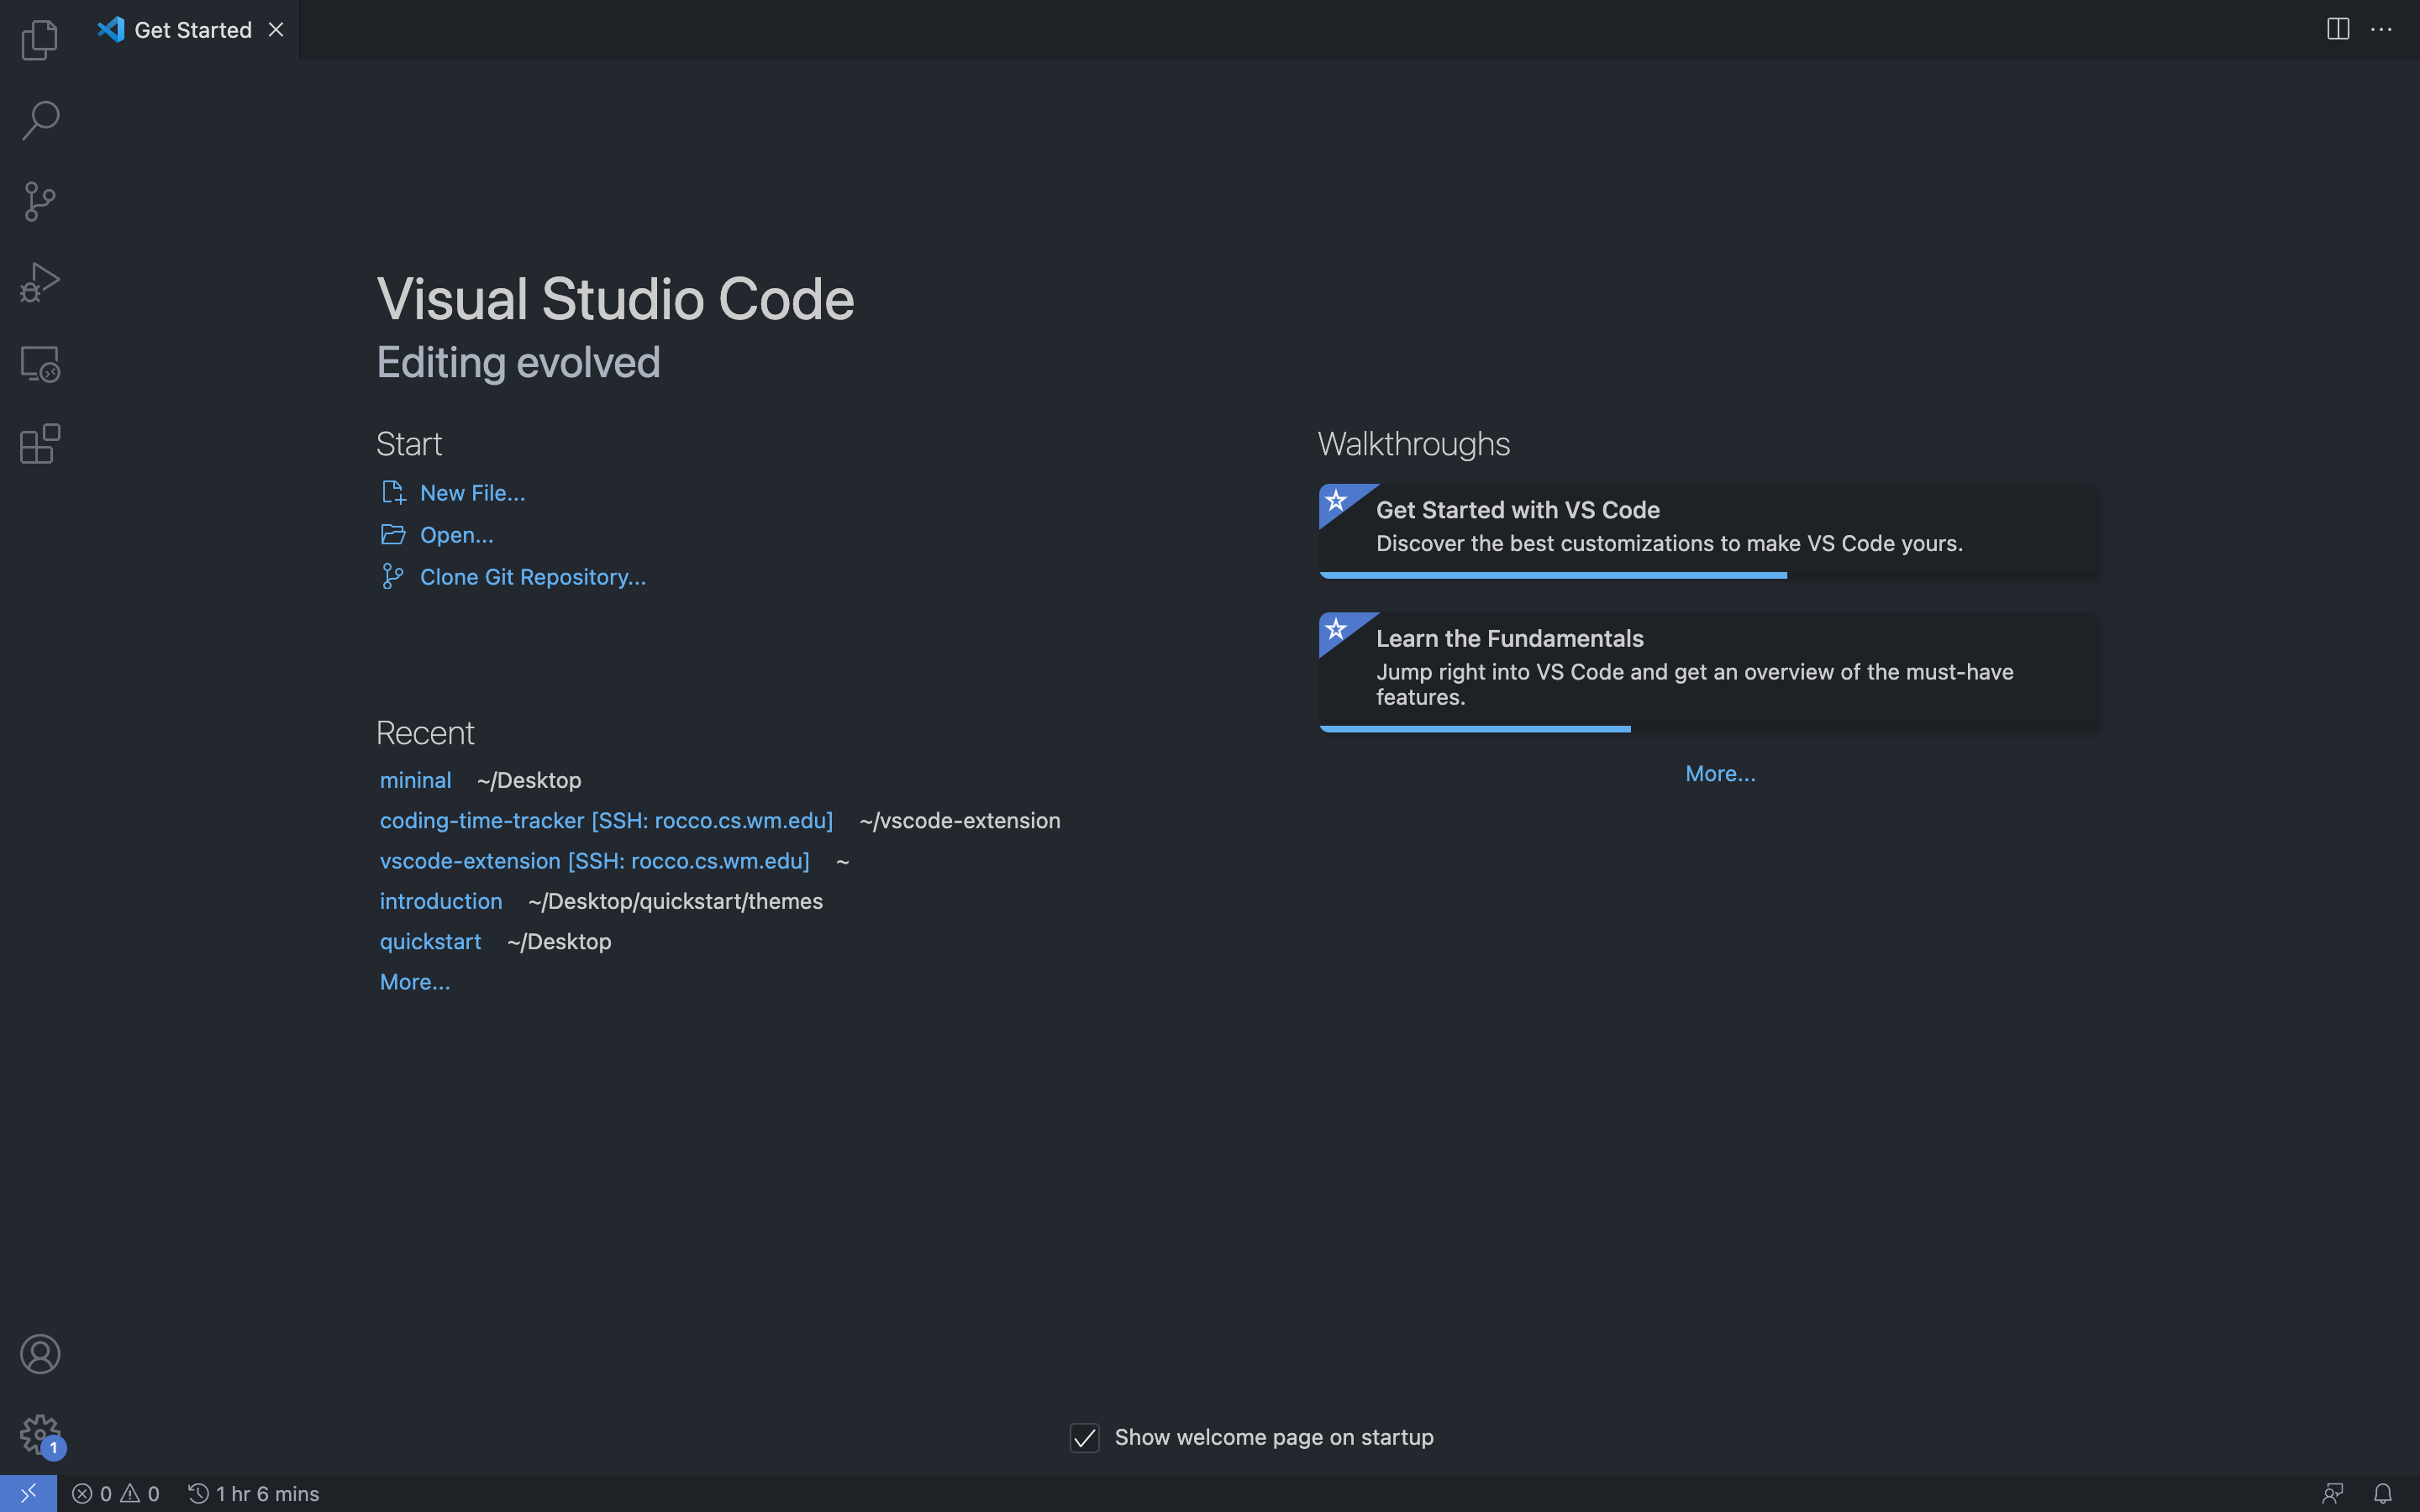 Get Started
Visual Studio Code
Editing evolved
Start
New File...
Open...
Clone Git Repository...
Recent
mininal ~/Desktop
coding-time-tracker [SSH: rocco.cs.wm.edu] ~/vscode-extension
vscode-extension [SSH: rocco.cs.wm.edu] ~
introduction ~/Desktop/quickstart/themes
quickstart ~/Desktop
More...
Walkthroughs
Get Started with VS Code
Discover the best customizations to make VS Code yours.
Learn the Fundamentals
Jump right into VS Code and get an overview of the must-have
features.
More...
Show welcome page on startup
1
0 0 1 hr 6 mins